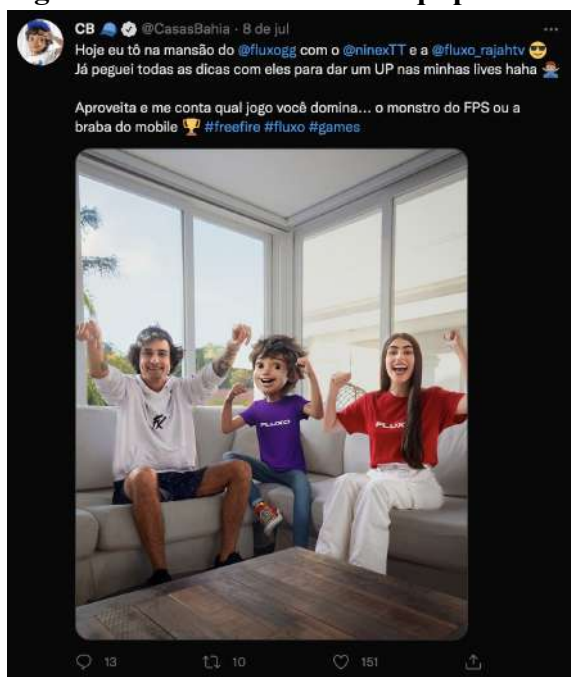 CB @CasasBahia · 8 de jul
Hoje eu tô na mansão do @fluxogg com o @ninexTT e a @fluxo_rajahtv
Já peguei todas as dicas com eles para dar um UP nas minhas lives haha
Aproveita e me conta qual jogo você domina... o monstro do FPS ou a
braba do mobile #freefire #fluxo #games
FLUXO
FLUXO
13 10 151